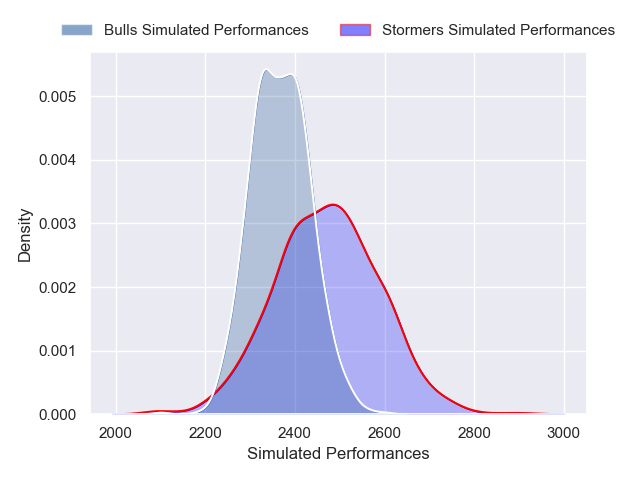 Bulls Simulated Performances
Stormers Simulated Performances
0.005
0.004
0.003
0.002
0.001
0.000
Density
2000 2200 2400 2600 2800 3000
Simulated Performances